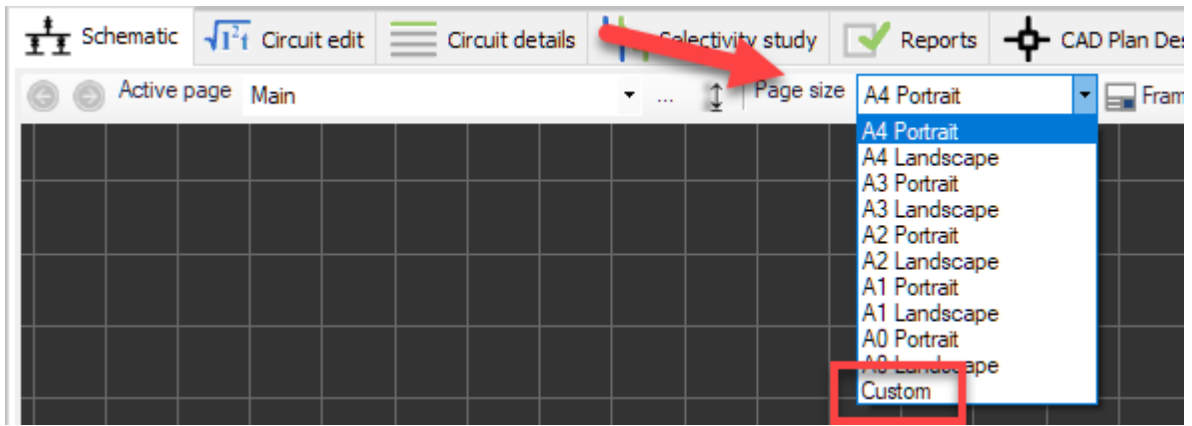 Schematic √I²t Circuit edit Circuit details Selectivity study Reports CAD Plan Des
Active page Main ... Page size A4 Portrait Fram
A4 Portrait
A4 Landscape
A3 Portrait
A3 Landscape
A2 Portrait
A2 Landscape
A1 Portrait
A1 Landscape
A0 Portrait
A0 Landscape
Custom